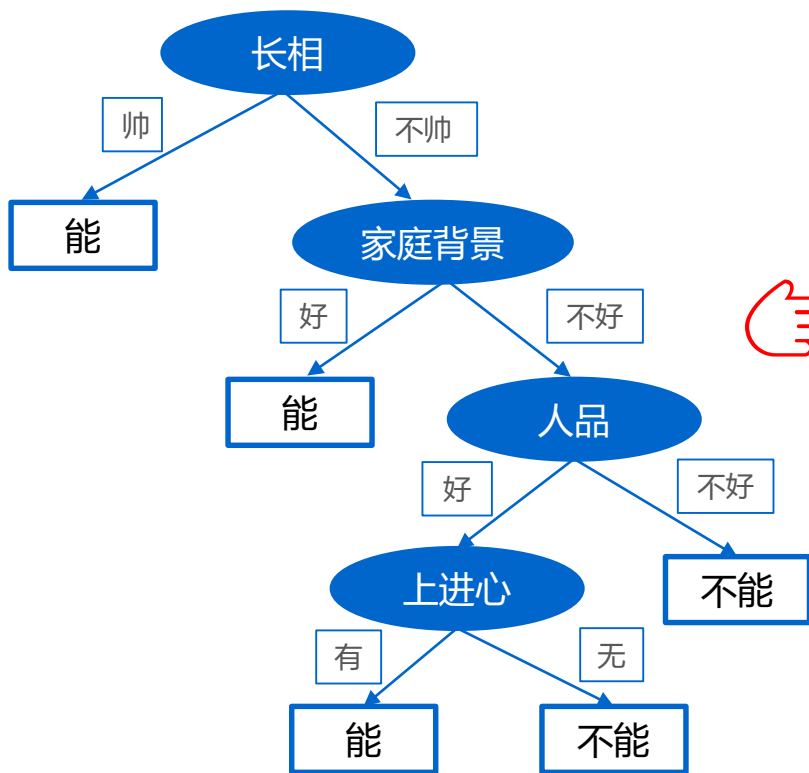 长相
帅
不帅
能
家庭背景
好
不好
能
人品
好
不好
上进心
不能
有
无
能
不能